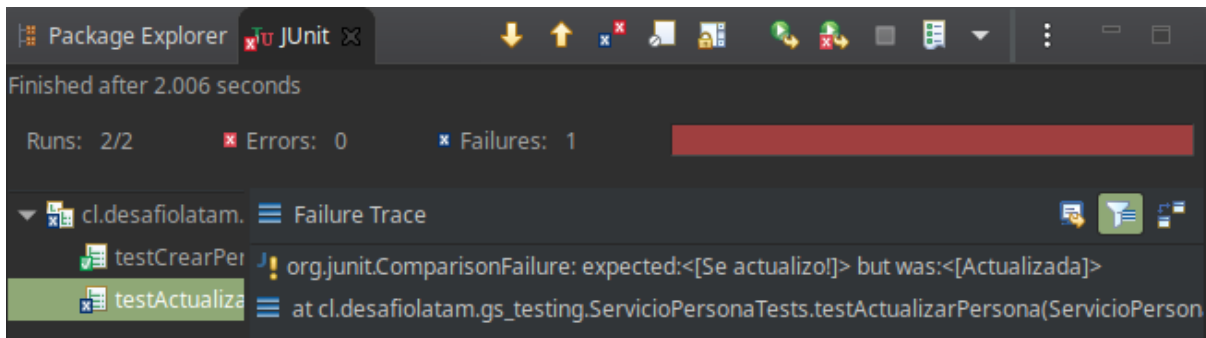 Package Explorer JUnit
Finished after 2.006 seconds
Runs: 2/2 Errors: 0 Failures: 1
cl.desafiolatam.
testCrearPer
testActualiza
Failure Trace
org.junit.ComparisonFailure: expected:<[Se actualizo!]> but was:<[Actualizada]>
at cl.desafiolatam.gs_testing.ServicioPersonaTests.testActualizarPersona(ServicioPerson